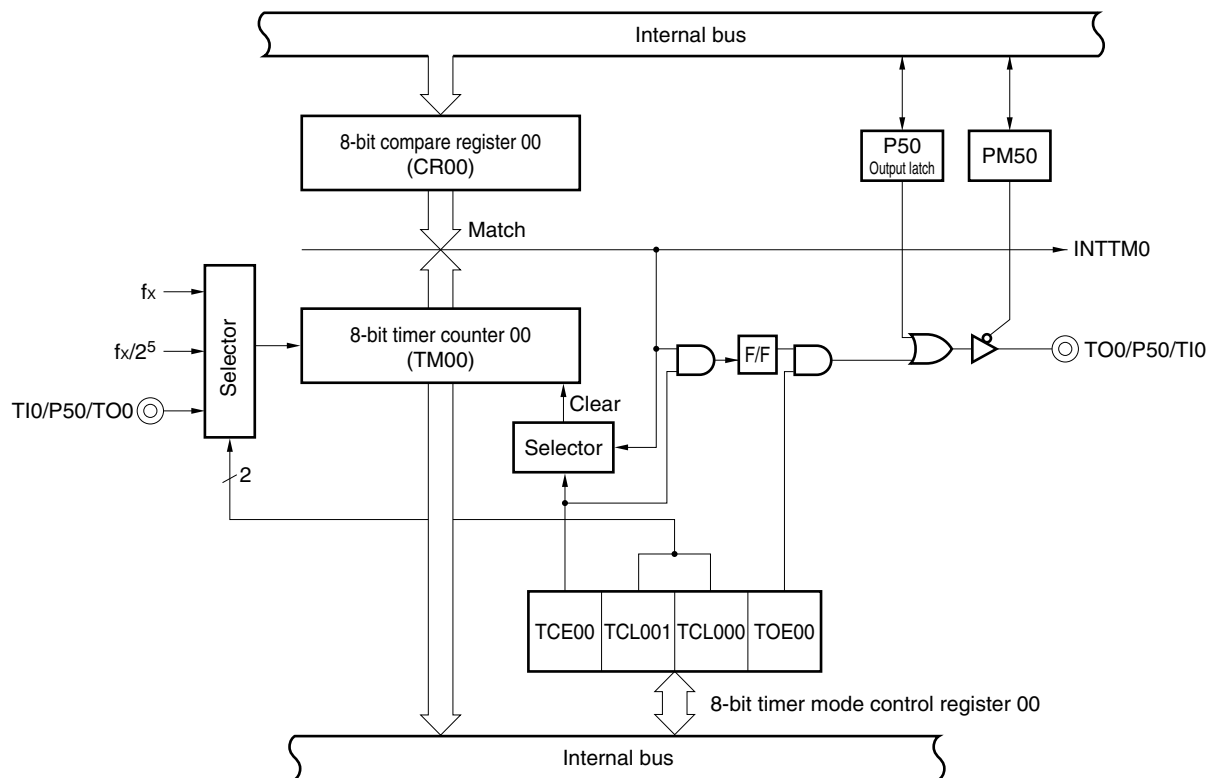 Internal bus
8-bit compare register 00
(CR00)
P50
Output latch
PM50
Match
INTTM0
fX
fX/2⁵
TI0/P50/TO0
Selector
8-bit timer counter 00
(TM00)
F/F
TO0/P50/TI0
Clear
Selector
2
TCE00 TCL001 TCL000 TOE00
8-bit timer mode control register 00
Internal bus